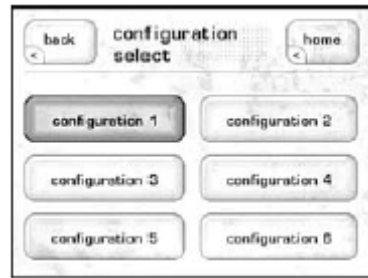 back
configuration
select
home
configuration 1
configuration 2
configuration 3
configuration 4
configuration 5
configuration 6